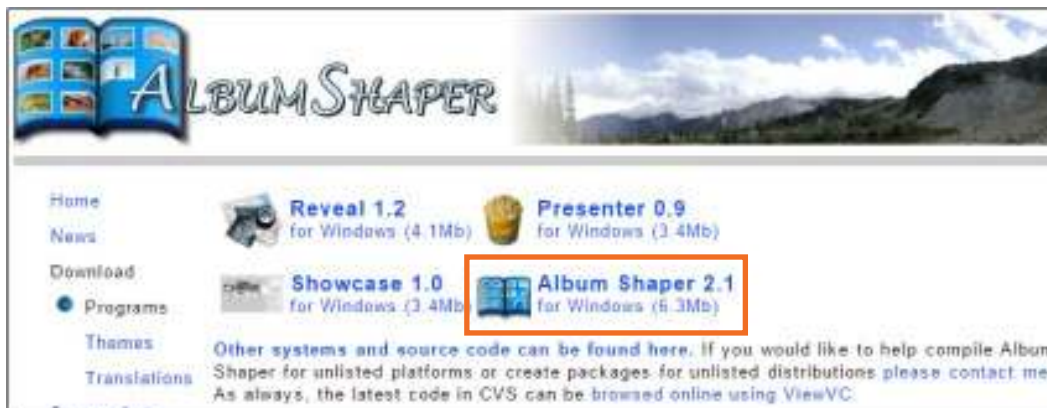 ALBUMSHAPER
Home
News
Download
Programs
Themes
Translations
Reveal 1.2
for Windows (4.1Mb)
Presenter 0.9
for Windows (3.4Mb)
Showcase 1.0
for Windows (3.4Mb)
Album Shaper 2.1
for Windows (6.3Mb)
Other systems and source code can be found here. If you would like to help compile Album
Shaper for unlisted platforms or create packages for unlisted distributions please contact me
As always, the latest code in CVS can be browsed online using ViewVC.